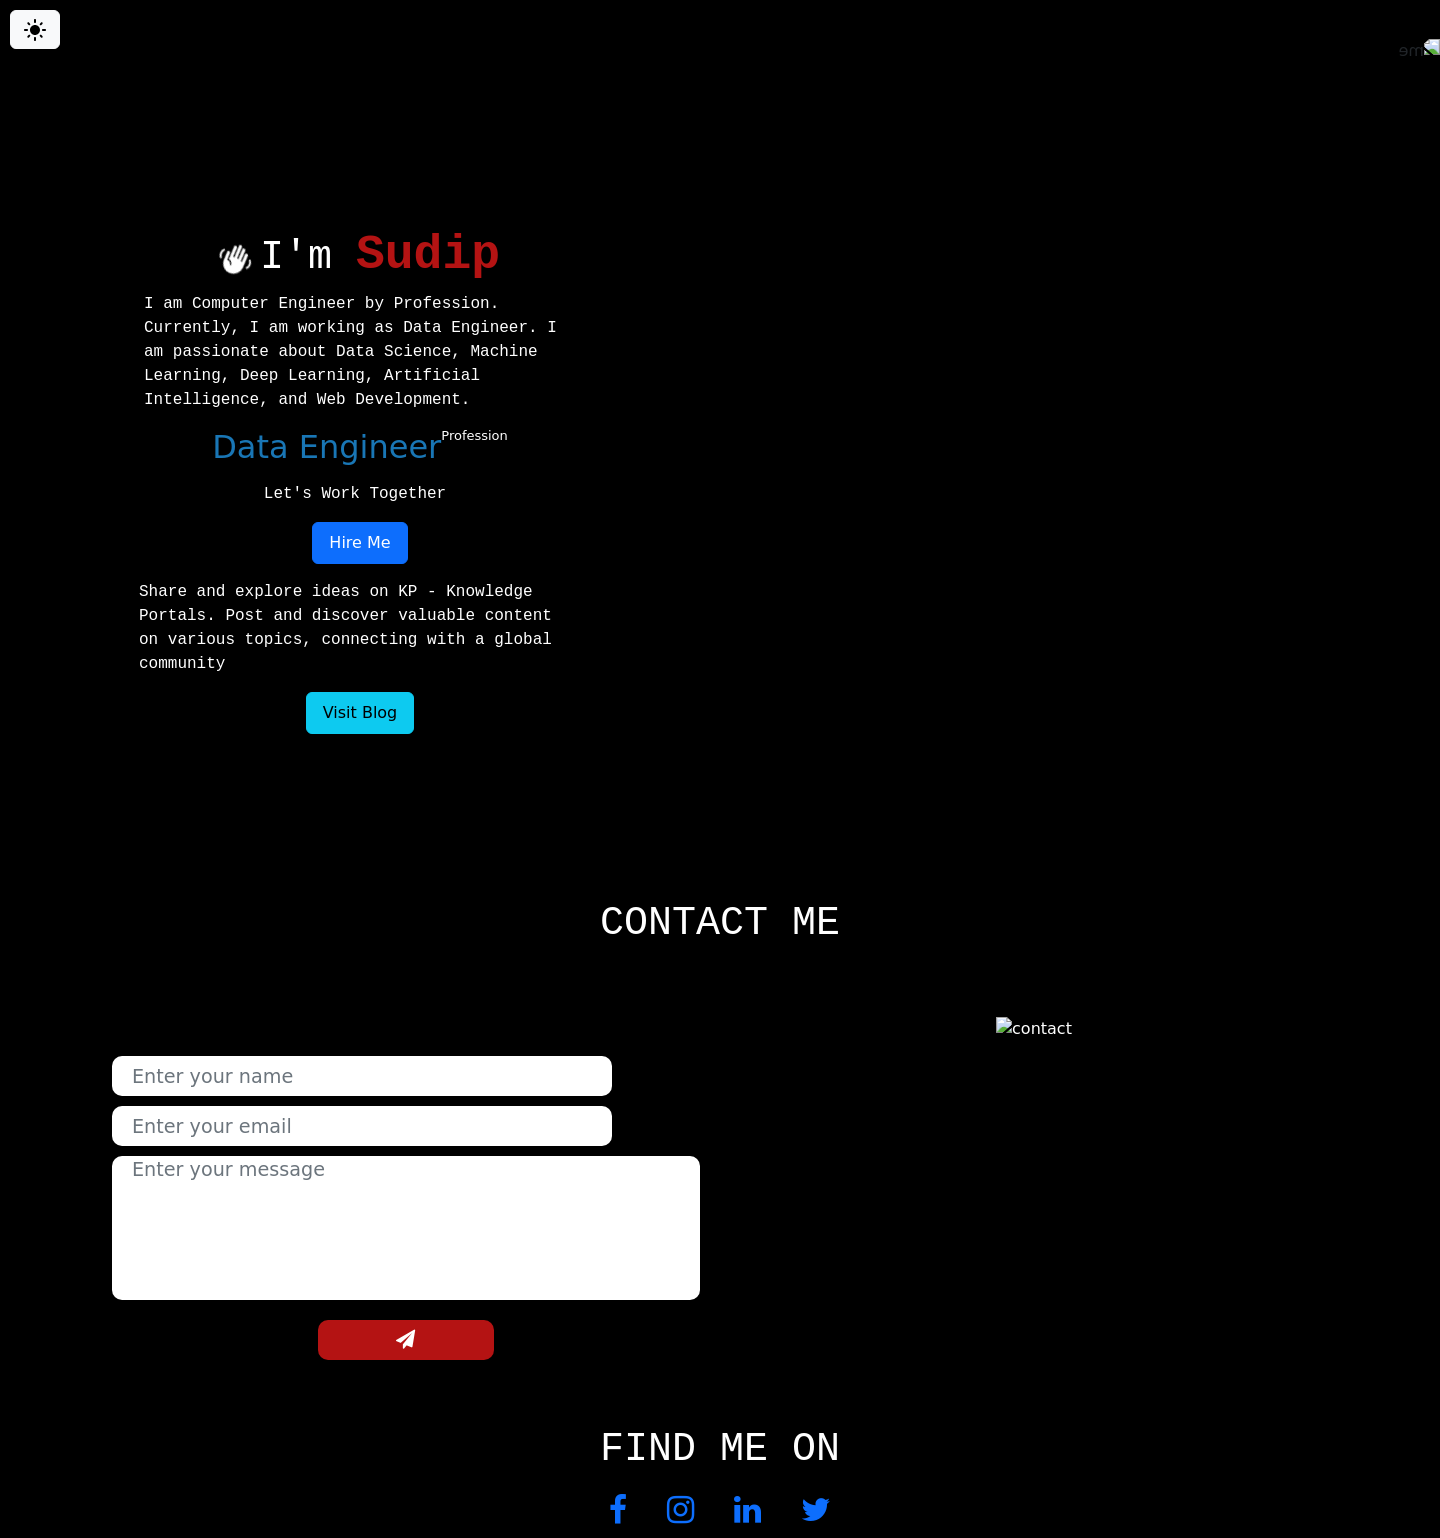 me
I'm Sudip
I am Computer Engineer by Profession.
Currently, I am working as Data Engineer. I
am passionate about Data Science, Machine
Learning, Deep Learning, Artificial
Intelligence, and Web Development.
Data Engineer Profession
Let's Work Together
Hire Me
Share and explore ideas on KP - Knowledge
Portals. Post and discover valuable content
on various topics, connecting with a global
community
Visit Blog
CONTACT ME
contact
Enter your name
Enter your email
Enter your message
FIND ME ON